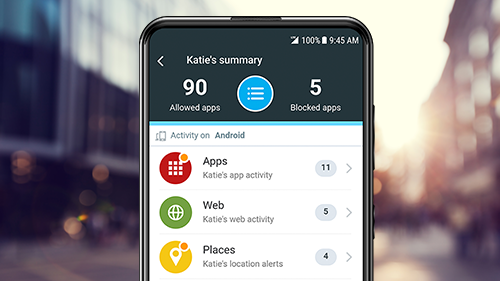 100% 9:45 AM
Katie's summary
90
Allowed apps
5
Blocked apps
Activity on Android
Apps
Katie's app activity
11
Web
Katie's web activity
5
Places
Katie's location alerts
4